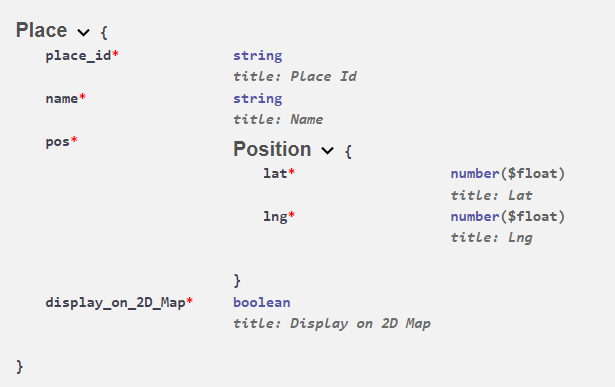 Place {
place_id* string
title: Place Id
name* string
title: Name
pos* Position {
lat* number($float)
title: Lat
lng* number($float)
title: Lng
}
display_on_2D_Map* boolean
title: Display on 2D Map
}